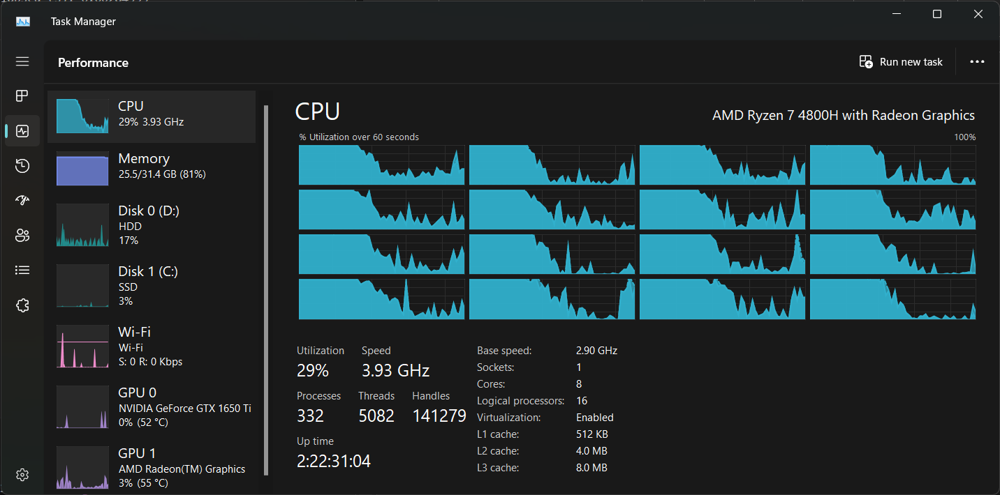 Task Manager
Performance
Run new task
CPU
29% 3.93 GHz
Memory
25.5/31.4 GB (81%)
Disk 0 (D:)
HDD
17%
Disk 1 (C:)
SSD
3%
Wi-Fi
Wi-Fi
S: 0 R: 0 Kbps
GPU 0
NVIDIA GeForce GTX 1650 Ti
0% (52 °C)
GPU 1
AMD Radeon(TM) Graphics
3% (55 °C)
CPU
AMD Ryzen 7 4800H with Radeon Graphics
% Utilization over 60 seconds
100%
Utilization
Speed
29%
3.93 GHz
Processes
Threads
Handles
332
5082
141279
Up time
2:22:31:04
Base speed:
2.90 GHz
Sockets:
1
Cores:
8
Logical processors:
16
Virtualization:
Enabled
L1 cache:
512 KB
L2 cache:
4.0 MB
L3 cache:
8.0 MB